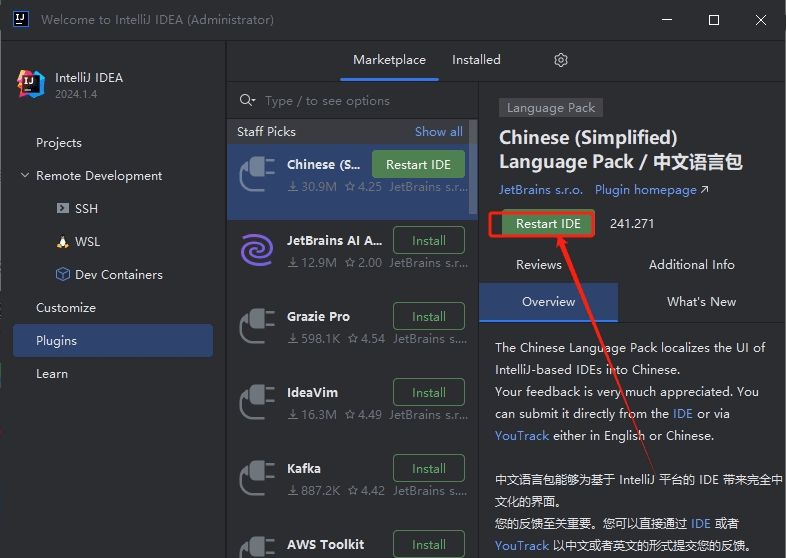 Welcome to IntelliJ IDEA (Administrator)
IntelliJ IDEA
2024.1.4
Projects
Remote Development
SSH
WSL
Dev Containers
Customize
Plugins
Learn
Marketplace
Installed
Type / to see options
Staff Picks
Show all
Chinese (S...
Restart IDE
30.9M 4.25 JetBrains s.r...
JetBrains AI A...
Install
12.9M 2.00 JetBrains s.r...
Grazie Pro
Install
598.1K 4.54 JetBrains s....
IdeaVim
Install
16.3M 4.49 JetBrains s.r...
Kafka
Install
887.2K 4.42 JetBrains s....
AWS Toolkit
Install
Language Pack
Chinese (Simplified)
Language Pack / 中文语言包
JetBrains s.r.o. Plugin homepage ↗
Restart IDE 241.271
Reviews
Additional Info
Overview
What's New
The Chinese Language Pack localizes the UI of
IntelliJ-based IDEs into Chinese.
Your feedback is very much appreciated. You
can submit it directly from the IDE or via
YouTrack either in English or Chinese.
中文语言包能够为基于 IntelliJ 平台的 IDE 带来完全中
文化的界面。
您的反馈至关重要。您可以直接通过 IDE 或者
YouTrack 以中文或者英文的形式提交您的反馈。